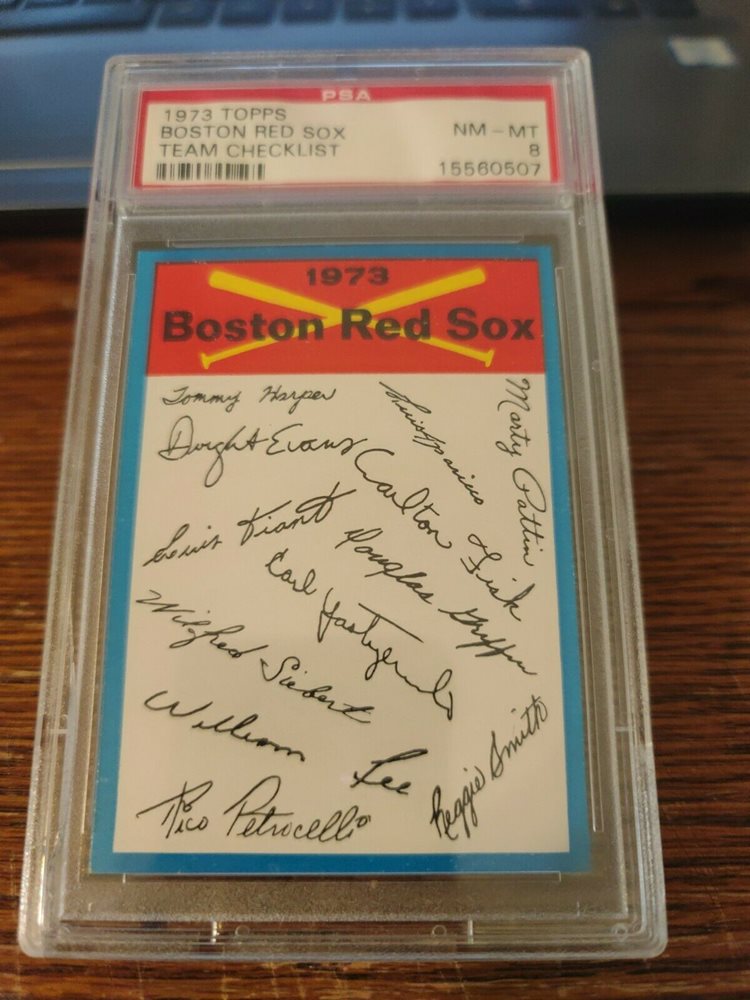 PSA
1973 TOPPS
BOSTON RED SOX NM-MT
TEAM CHECKLIST 8
15560507
1973
Boston Red Sox
Tommy Harper
Luis Aparicio
Marty Pattin
Dwight Evans
Carlton Fisk
Luis Tiant
Douglas Griffin
Carl Yastrzemski
Wilfred Siebert
William Lee
Reggie Smith
Rico Petrocelli